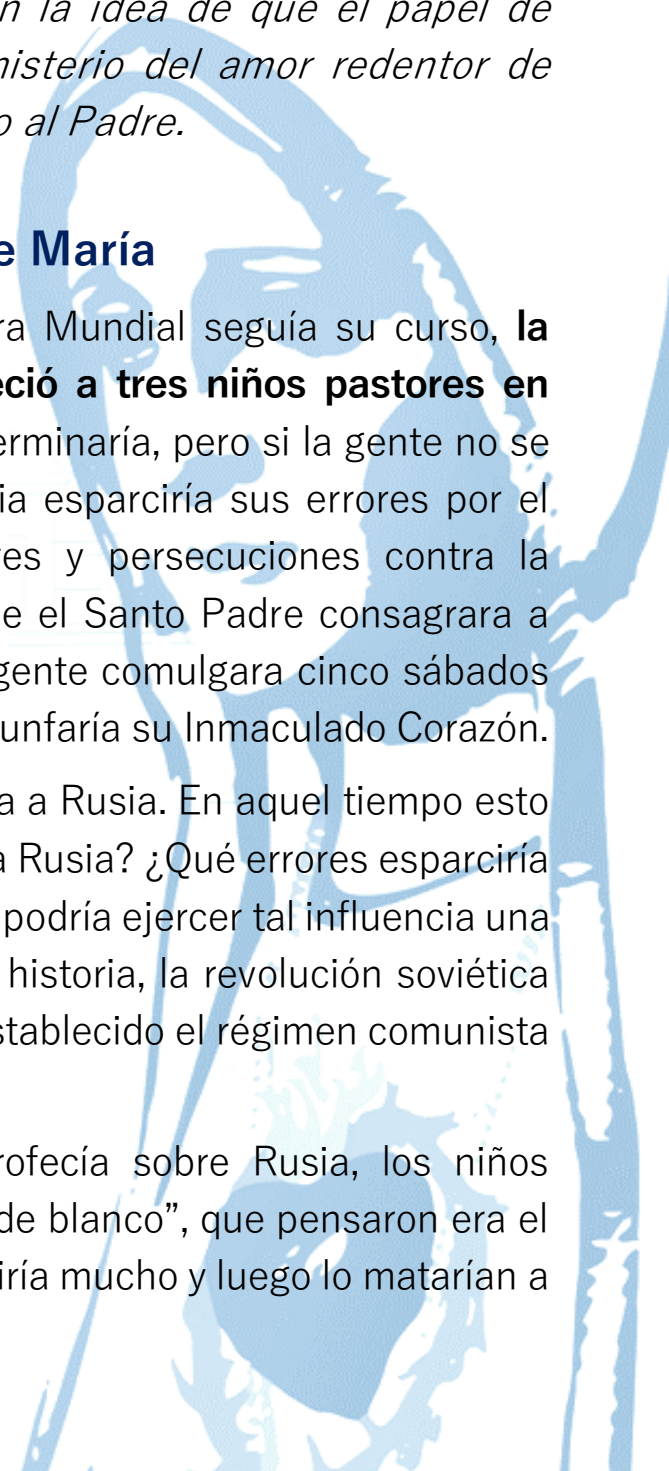 n la idea de que el papel de
misterio del amor redentor de
o al Padre.
e María
ra Mundial seguía su curso, la
eció a tres niños pastores en
erminaría, pero si la gente no se
ia esparciría sus errores por el
res y persecuciones contra la
e el Santo Padre consagrara a
gente comulgara cinco sábados
unfaría su Inmaculado Corazón.
a a Rusia. En aquel tiempo esto
a Rusia? ¿Qué errores esparciría
podría ejercer tal influencia una
historia, la revolución soviética
stablecido el régimen comunista
rofecía sobre Rusia, los niños
de blanco”, que pensaron era el
iría mucho y luego lo matarían a